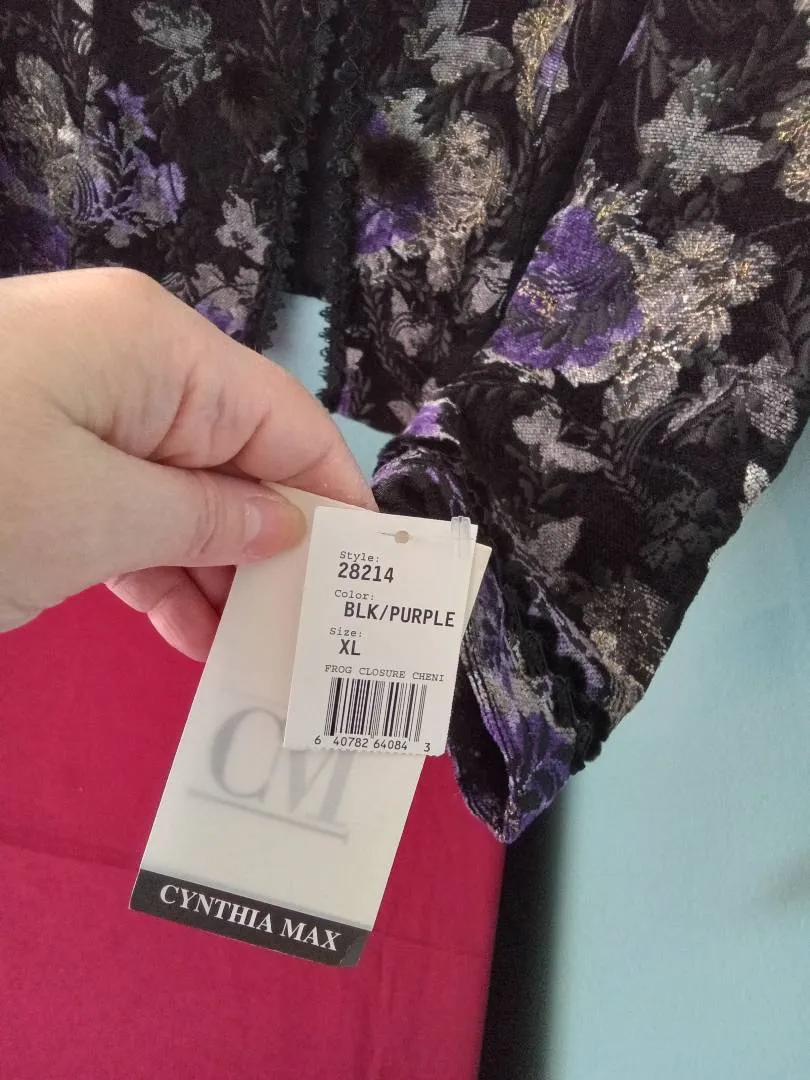 Style:
28214
Color:
BLK/PURPLE
Size:
XL
FROG CLOSURE CHENI
6 40782 64084 3
CM
CYNTHIA MAX